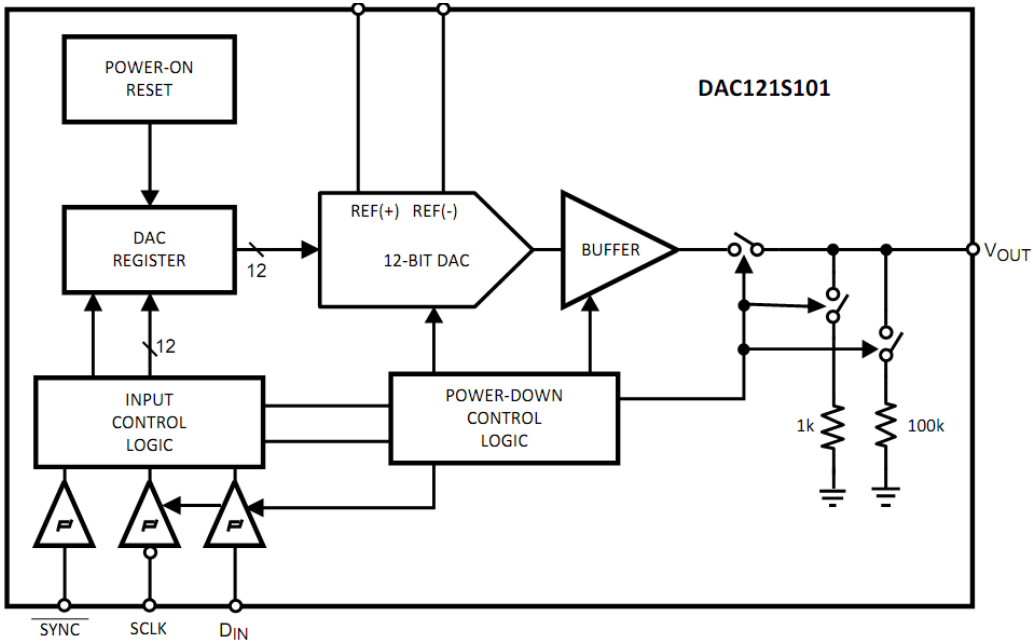 POWER-ON
RESET
DAC121S101
REF(+) REF(-)
DAC
REGISTER
12
12-BIT DAC
BUFFER
VOUT
12
INPUT
CONTROL
LOGIC
POWER-DOWN
CONTROL
LOGIC
1k
100k
SYNC
SCLK
DIN